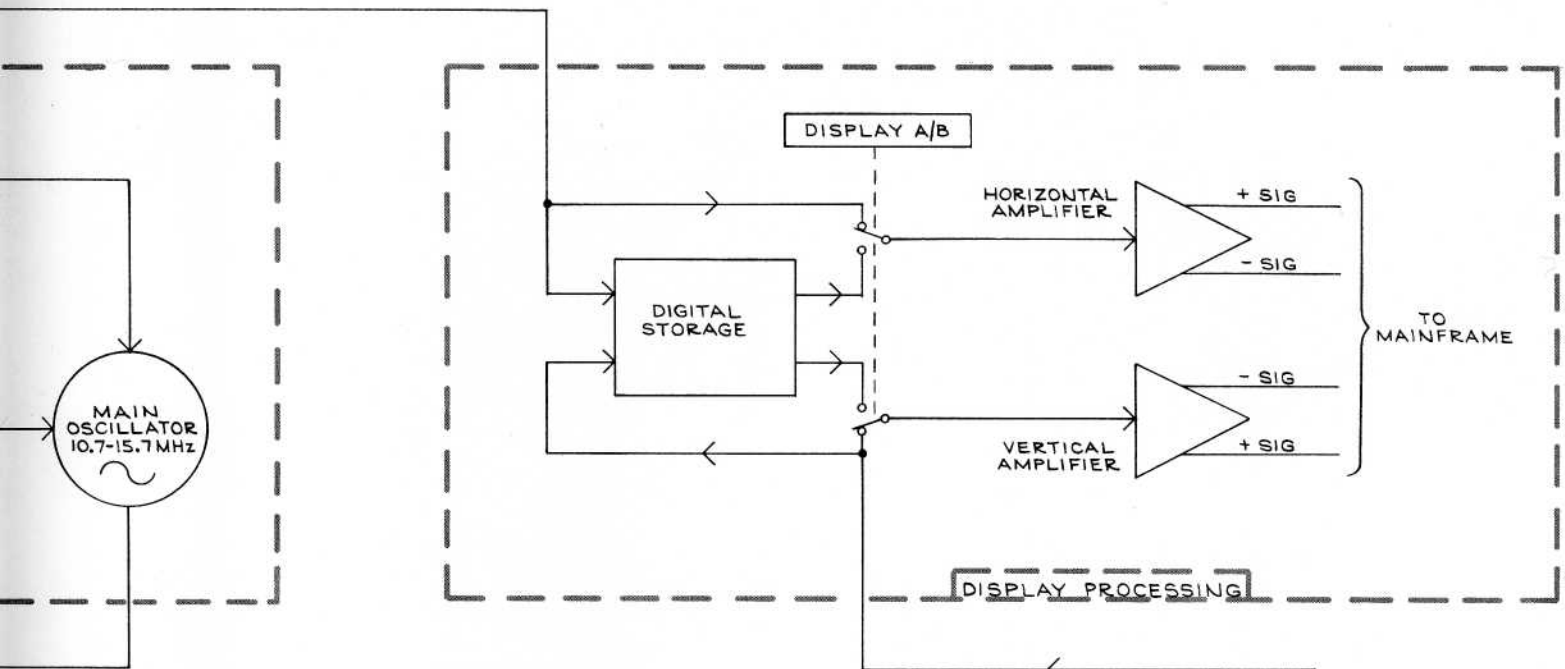 DISPLAY A/B
HORIZONTAL
AMPLIFIER
+ SIG
- SIG
DIGITAL
STORAGE
TO
MAINFRAME
MAIN
OSCILLATOR
10.7-15.7 MHz
- SIG
+ SIG
VERTICAL
AMPLIFIER
DISPLAY PROCESSING